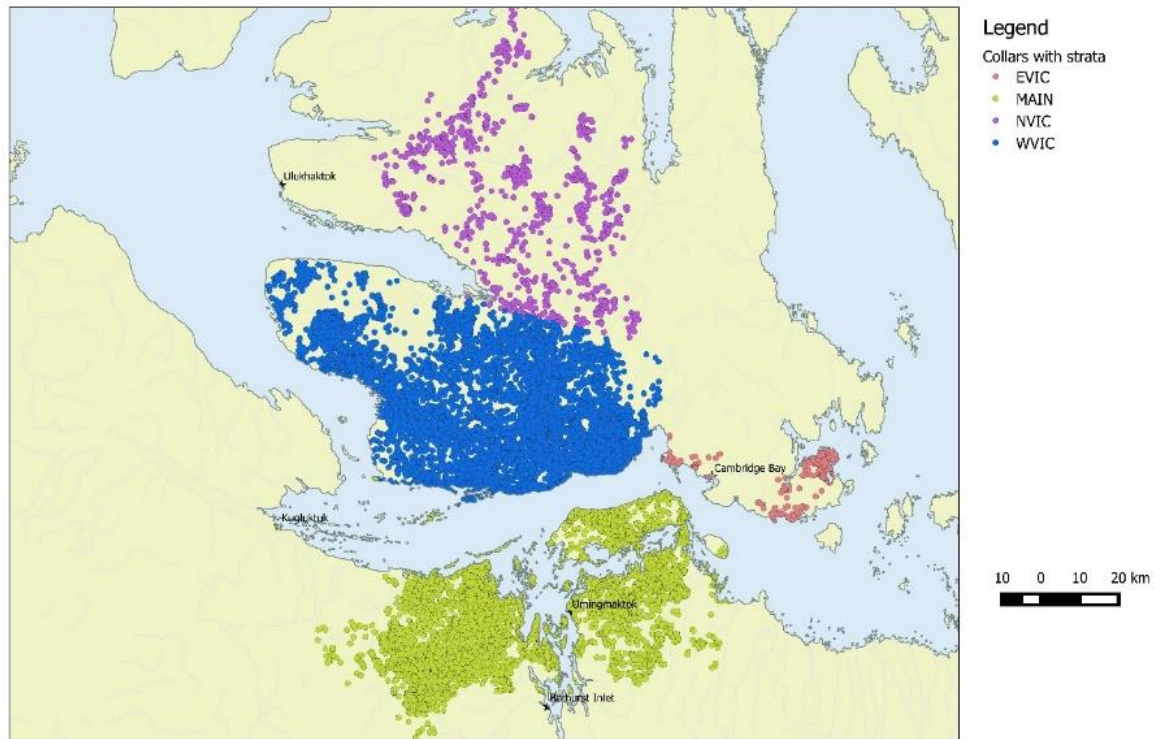 Legend
Collars with strata
EVIC
MAIN
NVIC
WVIC
Ulukhaktok
Cambridge Bay
Kugluktuk
Umingmaktok
Bathurst Inlet
10 0 10 20 km